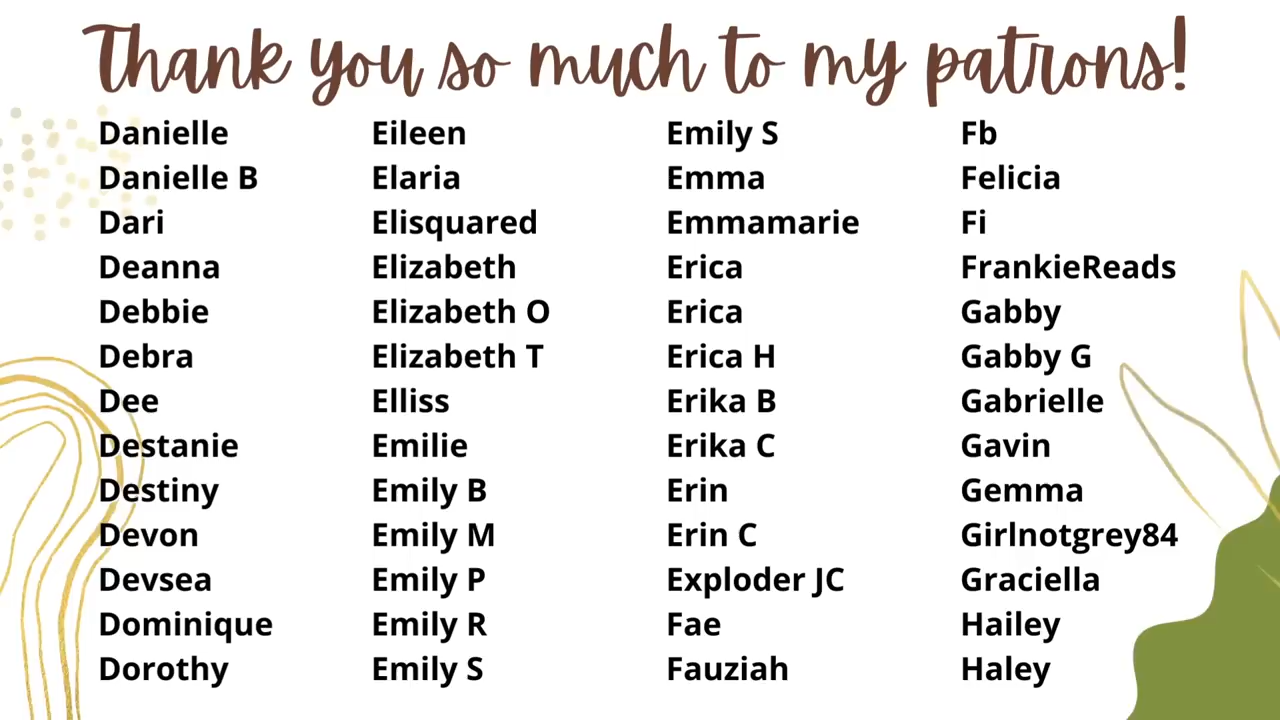 Thank you so much to my patrons!
Danielle
Danielle B
Dari
Deanna
Debbie
Debra
Dee
Destanie
Destiny
Devon
Devsea
Dominique
Dorothy
Eileen
Elaria
Elisquared
Elizabeth
Elizabeth O
Elizabeth T
Elliss
Emilie
Emily B
Emily M
Emily P
Emily R
Emily S
Emily S
Emma
Emmamarie
Erica
Erica
Erica H
Erika B
Erika C
Erin
Erin C
Exploder JC
Fae
Fauziah
Fb
Felicia
Fi
FrankieReads
Gabby
Gabby G
Gabrielle
Gavin
Gemma
Girlnotgrey84
Graciella
Hailey
Haley